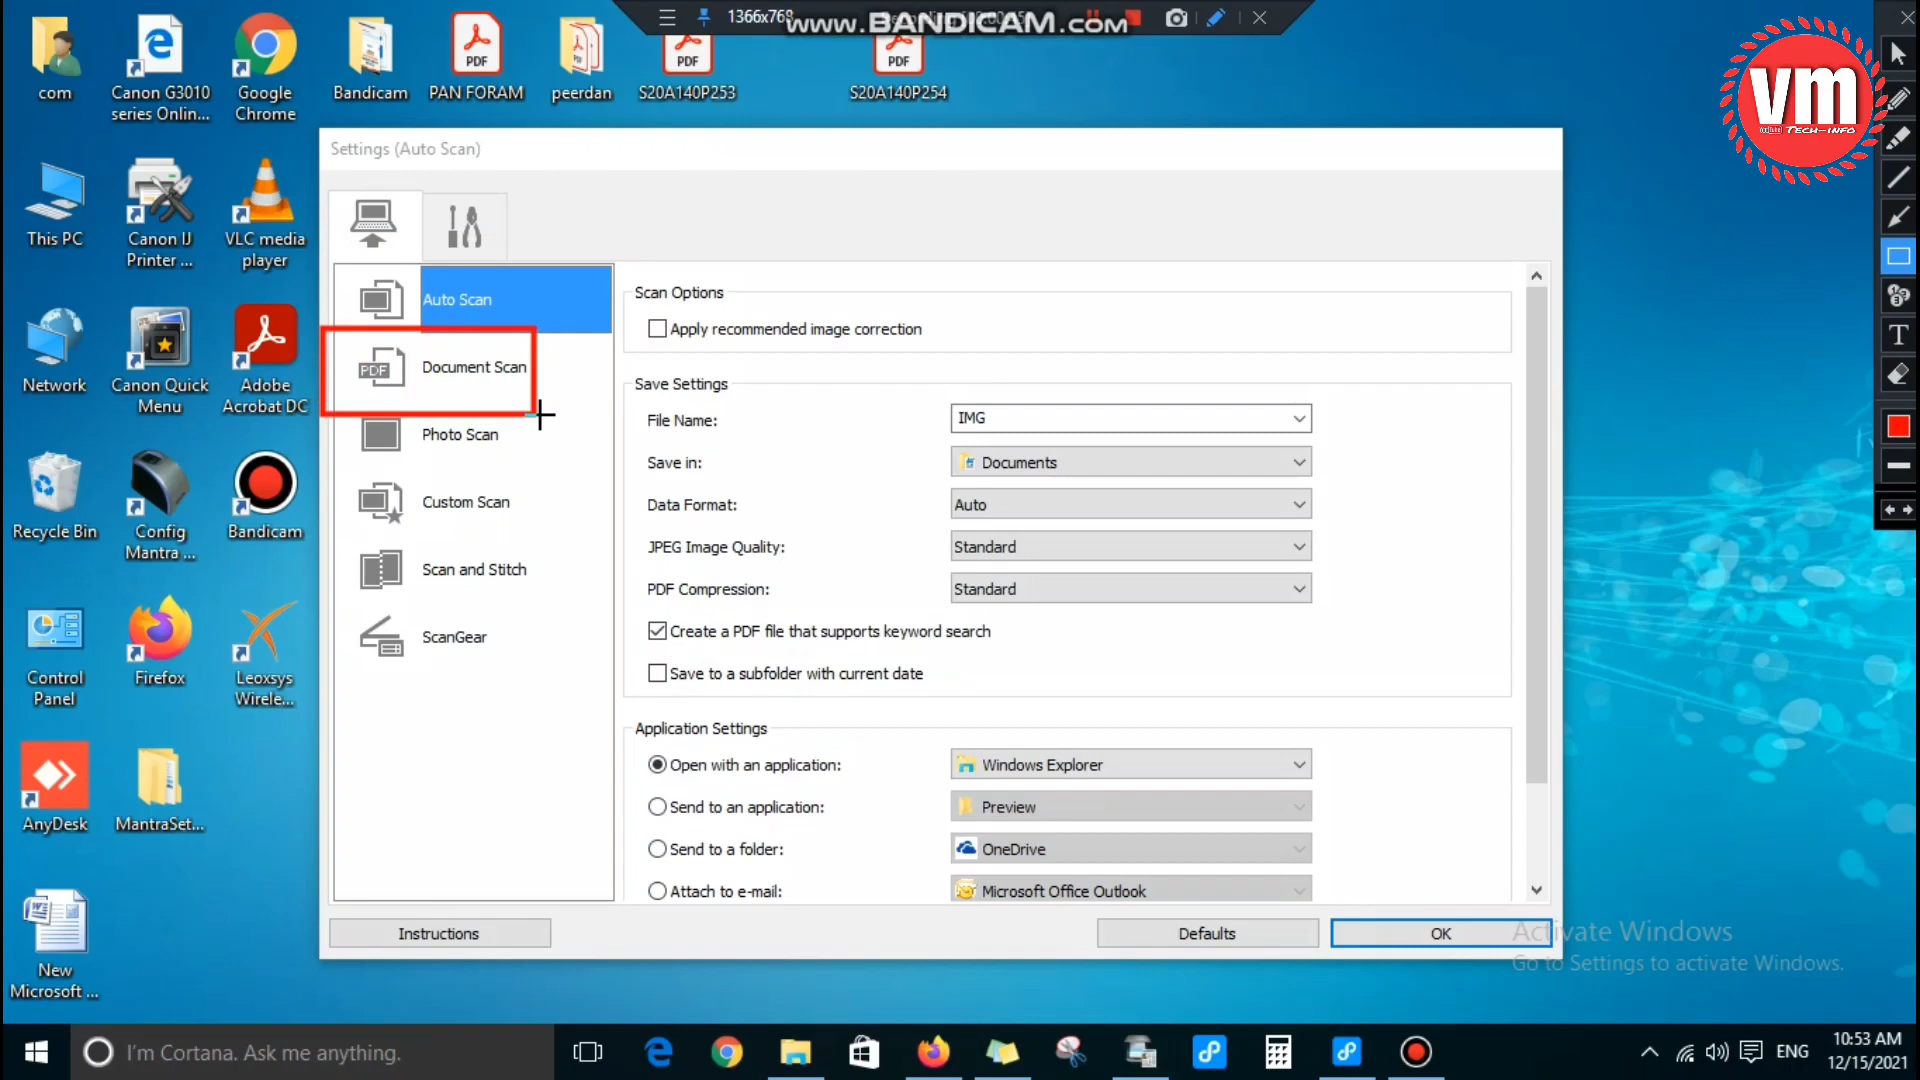 1366x768
www.BANDICAM.com
com
Canon G3010
series Onlin...
Google
Chrome
Bandicam
PAN FORAM
peerdan
S20A140P253
S20A140P254
PDF
PDF
PDF
vm
Tech-info
Settings (Auto Scan)
This PC
Canon IJ
Printer ...
VLC media
player
Network
Canon Quick
Menu
Adobe
Acrobat DC
Recycle Bin
Config
Mantra ...
Bandicam
Control
Panel
Firefox
Leoxsys
Wirele...
AnyDesk
MantraSet...
New
Microsoft ...
Auto Scan
PDF
Document Scan
Photo Scan
Custom Scan
Scan and Stitch
ScanGear
Scan Options
Apply recommended image correction
Save Settings
File Name:
IMG
Save in:
Documents
Data Format:
Auto
JPEG Image Quality:
Standard
PDF Compression:
Standard
Create a PDF file that supports keyword search
Save to a subfolder with current date
Application Settings
Open with an application:
Windows Explorer
Send to an application:
Preview
Send to a folder:
OneDrive
Attach to e-mail:
Microsoft Office Outlook
Instructions
Defaults
OK
Activate Windows
Go to Settings to activate Windows.
I'm Cortana. Ask me anything.
ENG
10:53 AM
12/15/2021